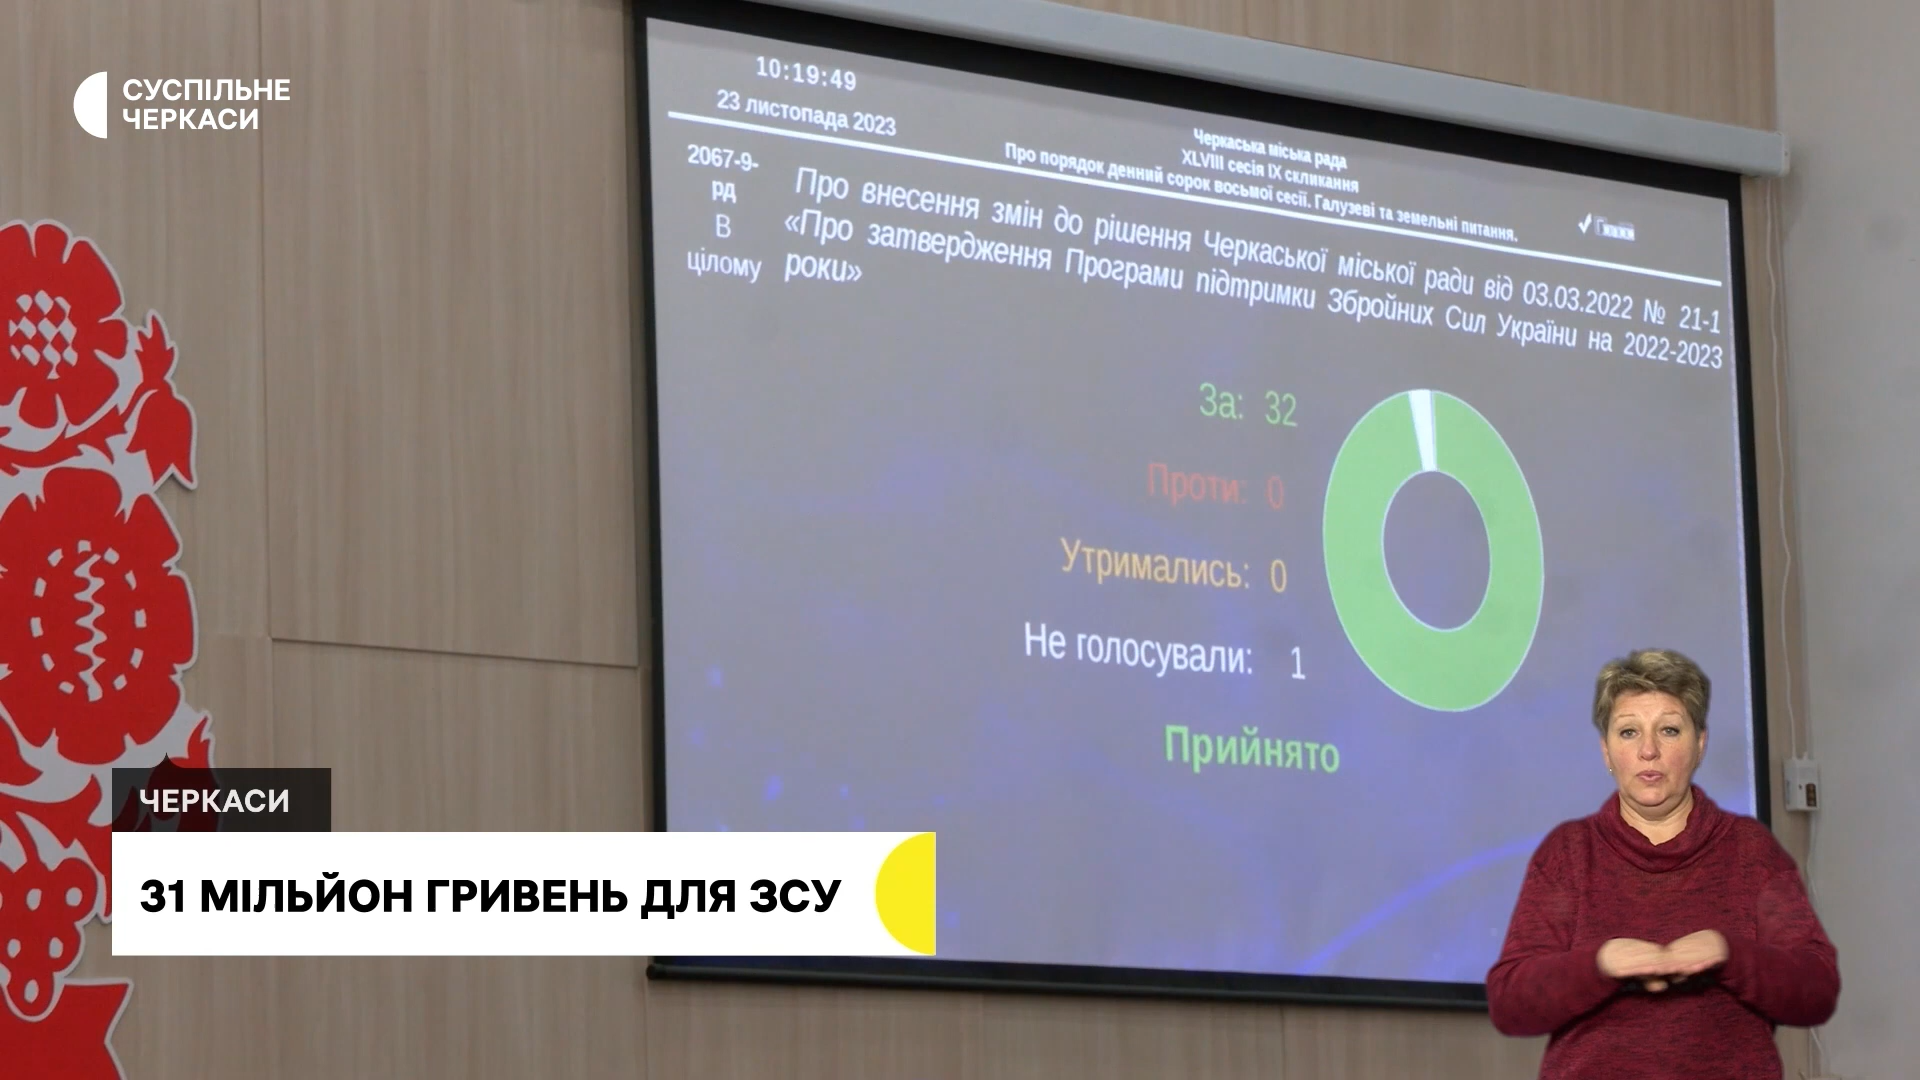 СУСПІЛЬНЕ
ЧЕРКАСИ
10:19:49
23 листопада 2023
Черкаська міська рада
XLVIII сесія IX скликання
Про порядок денний сорок восьмої сесії. Галузеві та земельні питання.
2067-9-
рд
В
цілому
Про внесення змін до рішення Черкаської міської ради від 03.03.2022 № 21-1
«Про затвердження Програми підтримки Збройних Сил України на 2022-2023
роки»
За: 32
Проти: 0
Утримались: 0
Не голосували: 1
Прийнято
ЧЕРКАСИ
31 МІЛЬЙОН ГРИВЕНЬ ДЛЯ ЗСУ